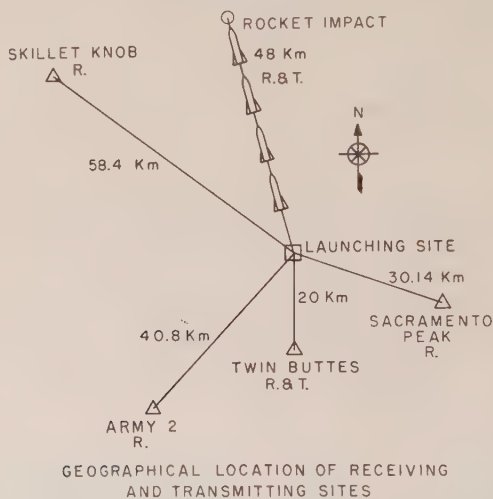 ROCKET IMPACT
SKILLET KNOB
R.
48 Km
R.&T.
N
58.4 Km
LAUNCHING SITE
30.14 Km
20 Km
SACRAMENTO
PEAK
R.
40.8 Km
TWIN BUTTES
R.&T.
ARMY 2
R.
GEOGRAPHICAL LOCATION OF RECEIVING
AND TRANSMITTING SITES